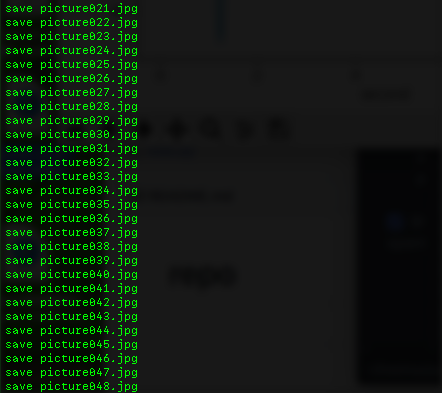 save picture021.jpg
save picture022.jpg
save picture023.jpg
save picture024.jpg
save picture025.jpg
save picture026.jpg
save picture027.jpg
save picture028.jpg
save picture029.jpg
save picture030.jpg
save picture031.jpg
save picture032.jpg
save picture033.jpg
save picture034.jpg
save picture035.jpg
save picture036.jpg
save picture037.jpg
save picture038.jpg
save picture039.jpg
save picture040.jpg
save picture041.jpg
save picture042.jpg
save picture043.jpg
save picture044.jpg
save picture045.jpg
save picture046.jpg
save picture047.jpg
save picture048.jpg
repo